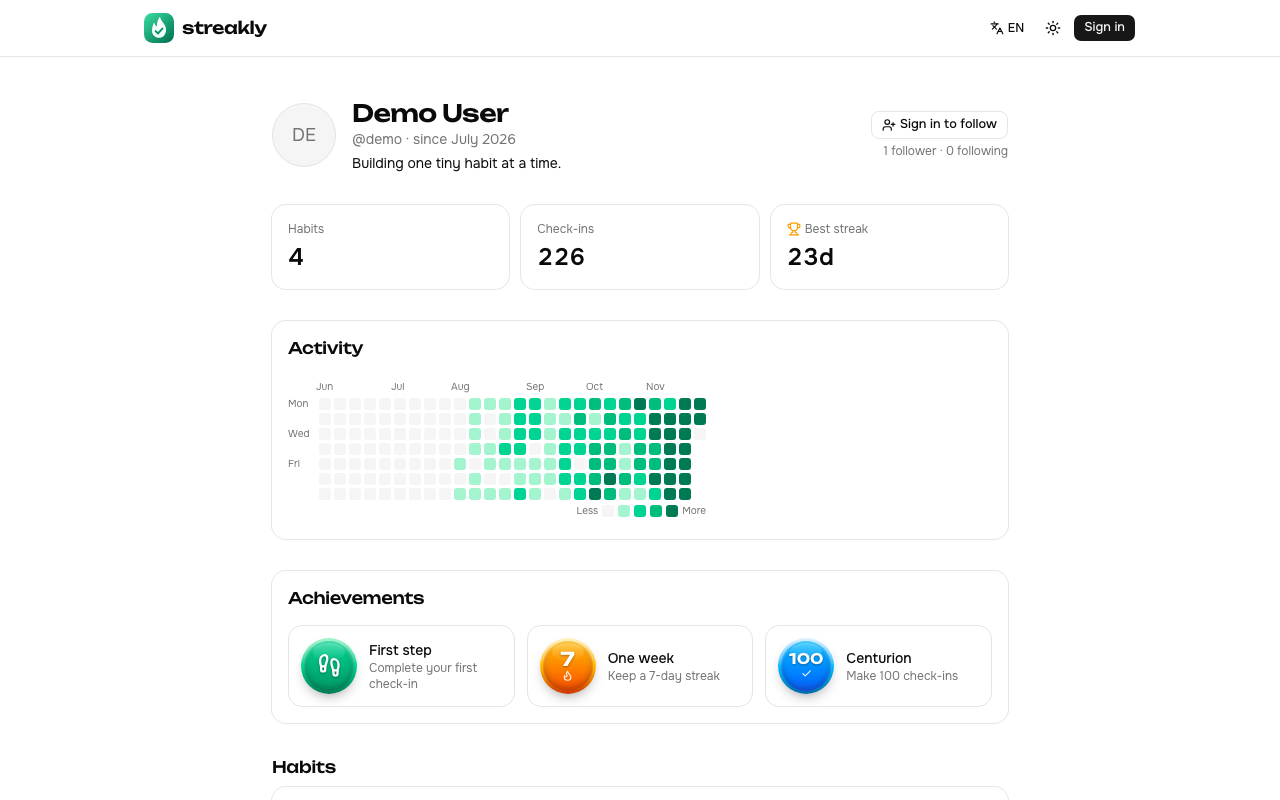 streakly
EN
Sign in
DE
Demo User
@demo · since July 2026
Building one tiny habit at a time.
Sign in to follow
1 follower · 0 following
Habits
4
Check-ins
226
Best streak
23d
Activity
Jun Jul Aug Sep Oct Nov
Mon
Wed
Fri
Less More
Achievements
First step
Complete your first
check-in
7
One week
Keep a 7-day streak
100
Centurion
Make 100 check-ins
Habits